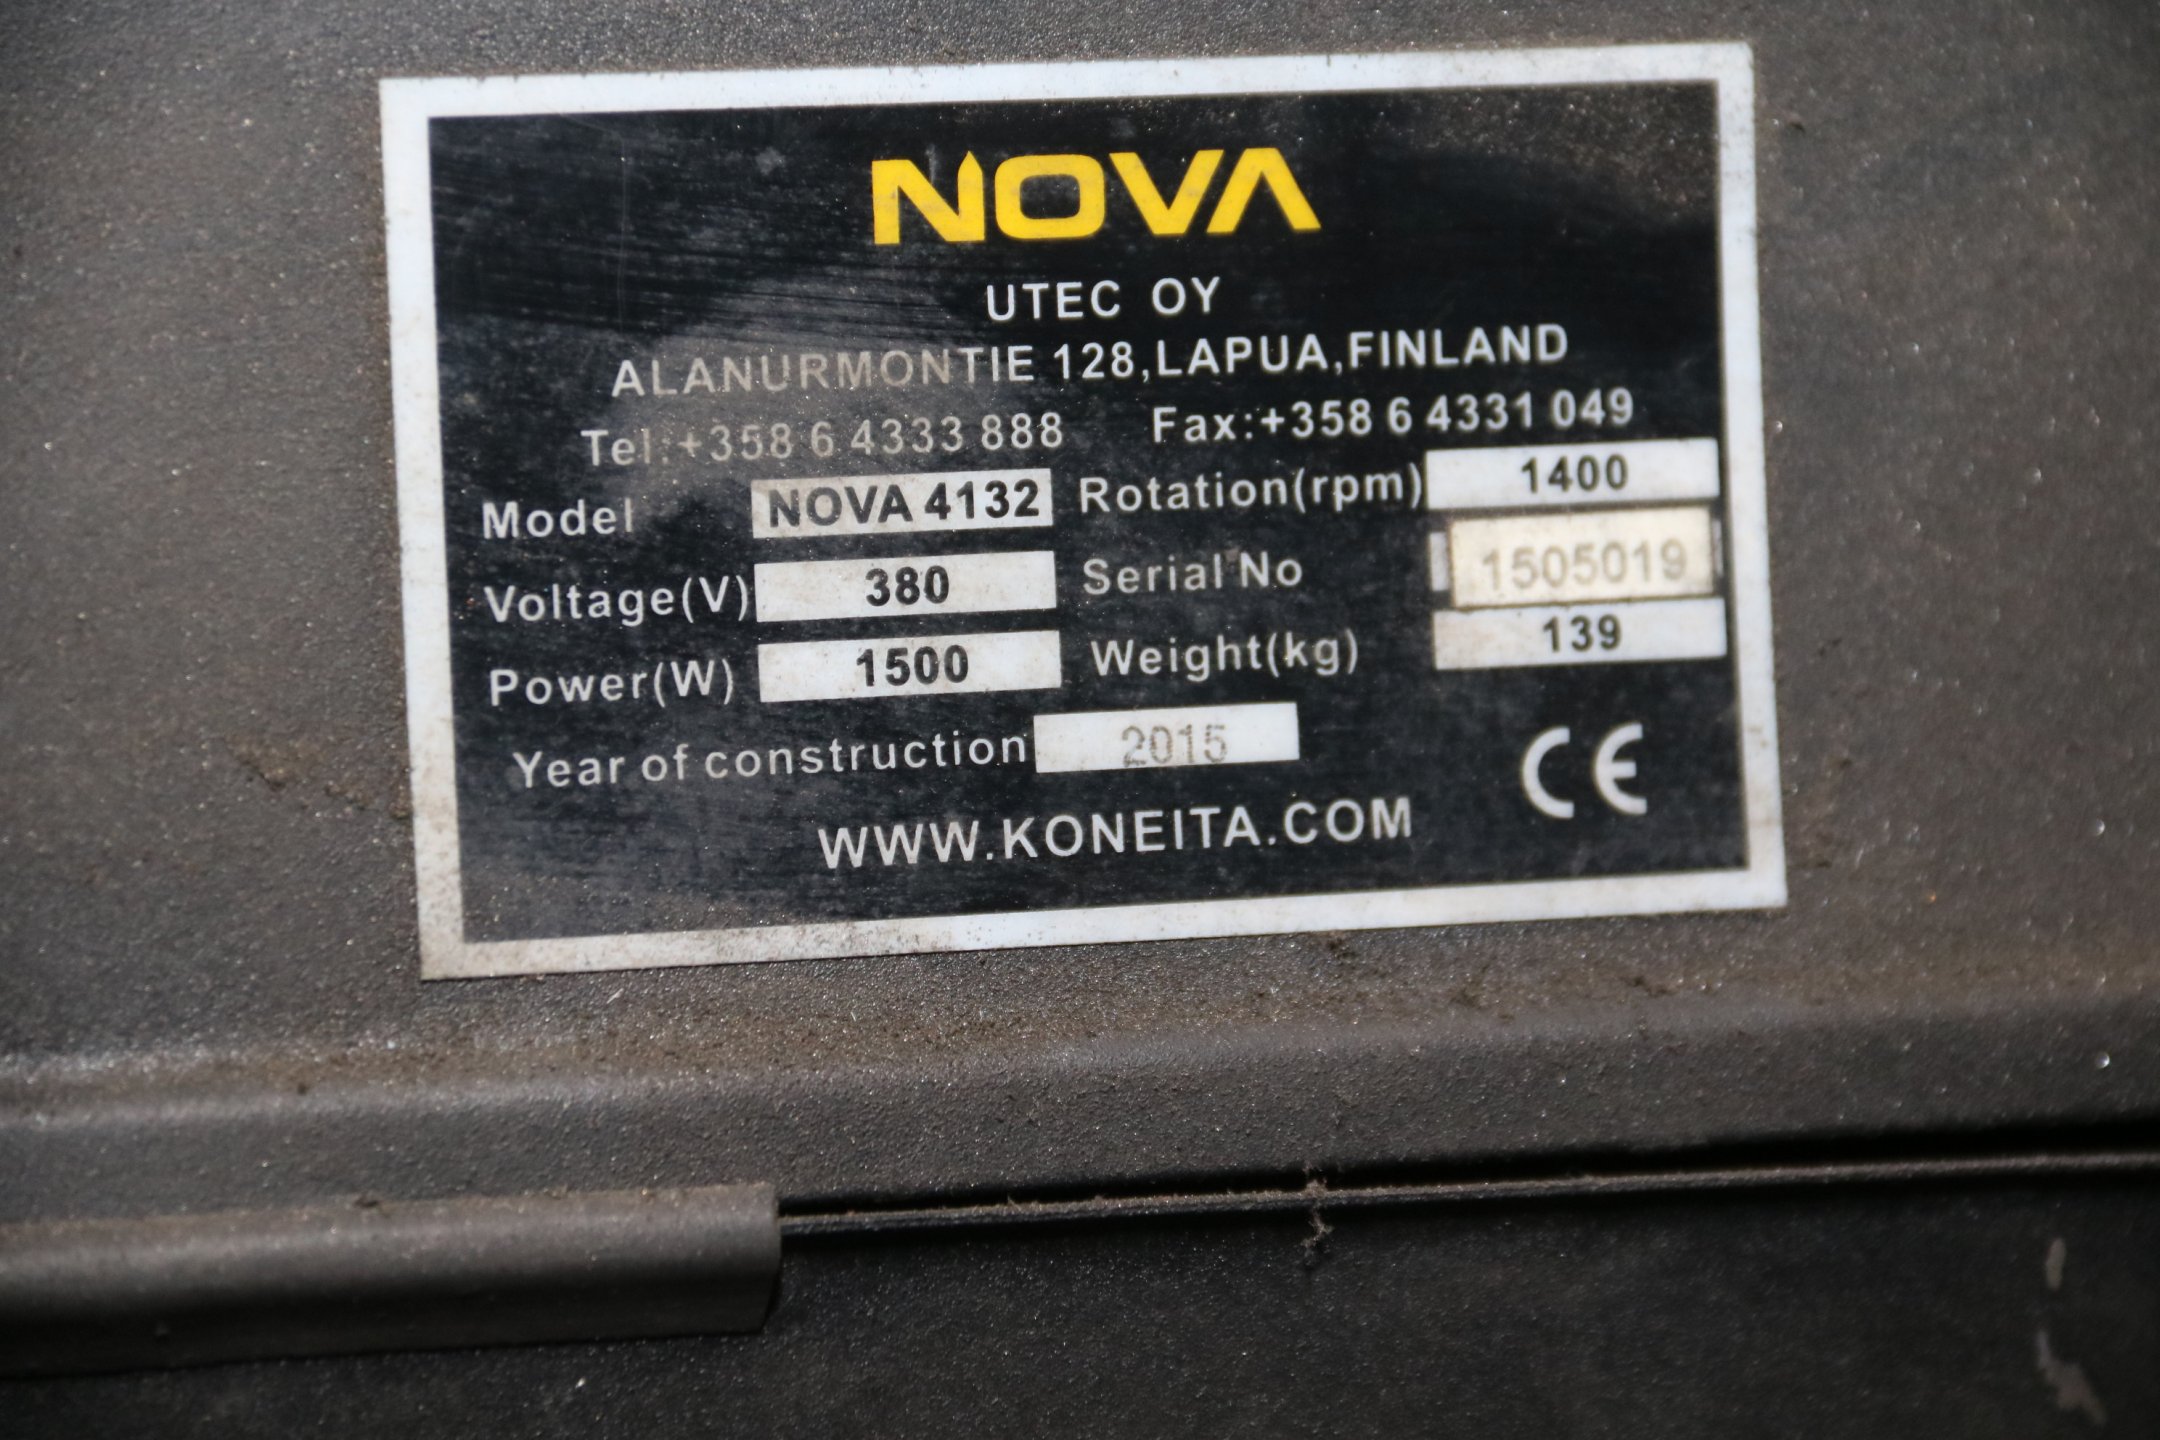 NOVA
UTEC OY
ALANURMONTIE 128,LAPUA,FINLAND
Tel:+358 6 4333 888 Fax:+358 6 4331 049
Model NOVA 4132 Rotation(rpm) 1400
Voltage(V) 380 Serial No 1505019
Power(W) 1500 Weight(kg) 139
Year of construction 2015 CE
WWW.KONEITA.COM